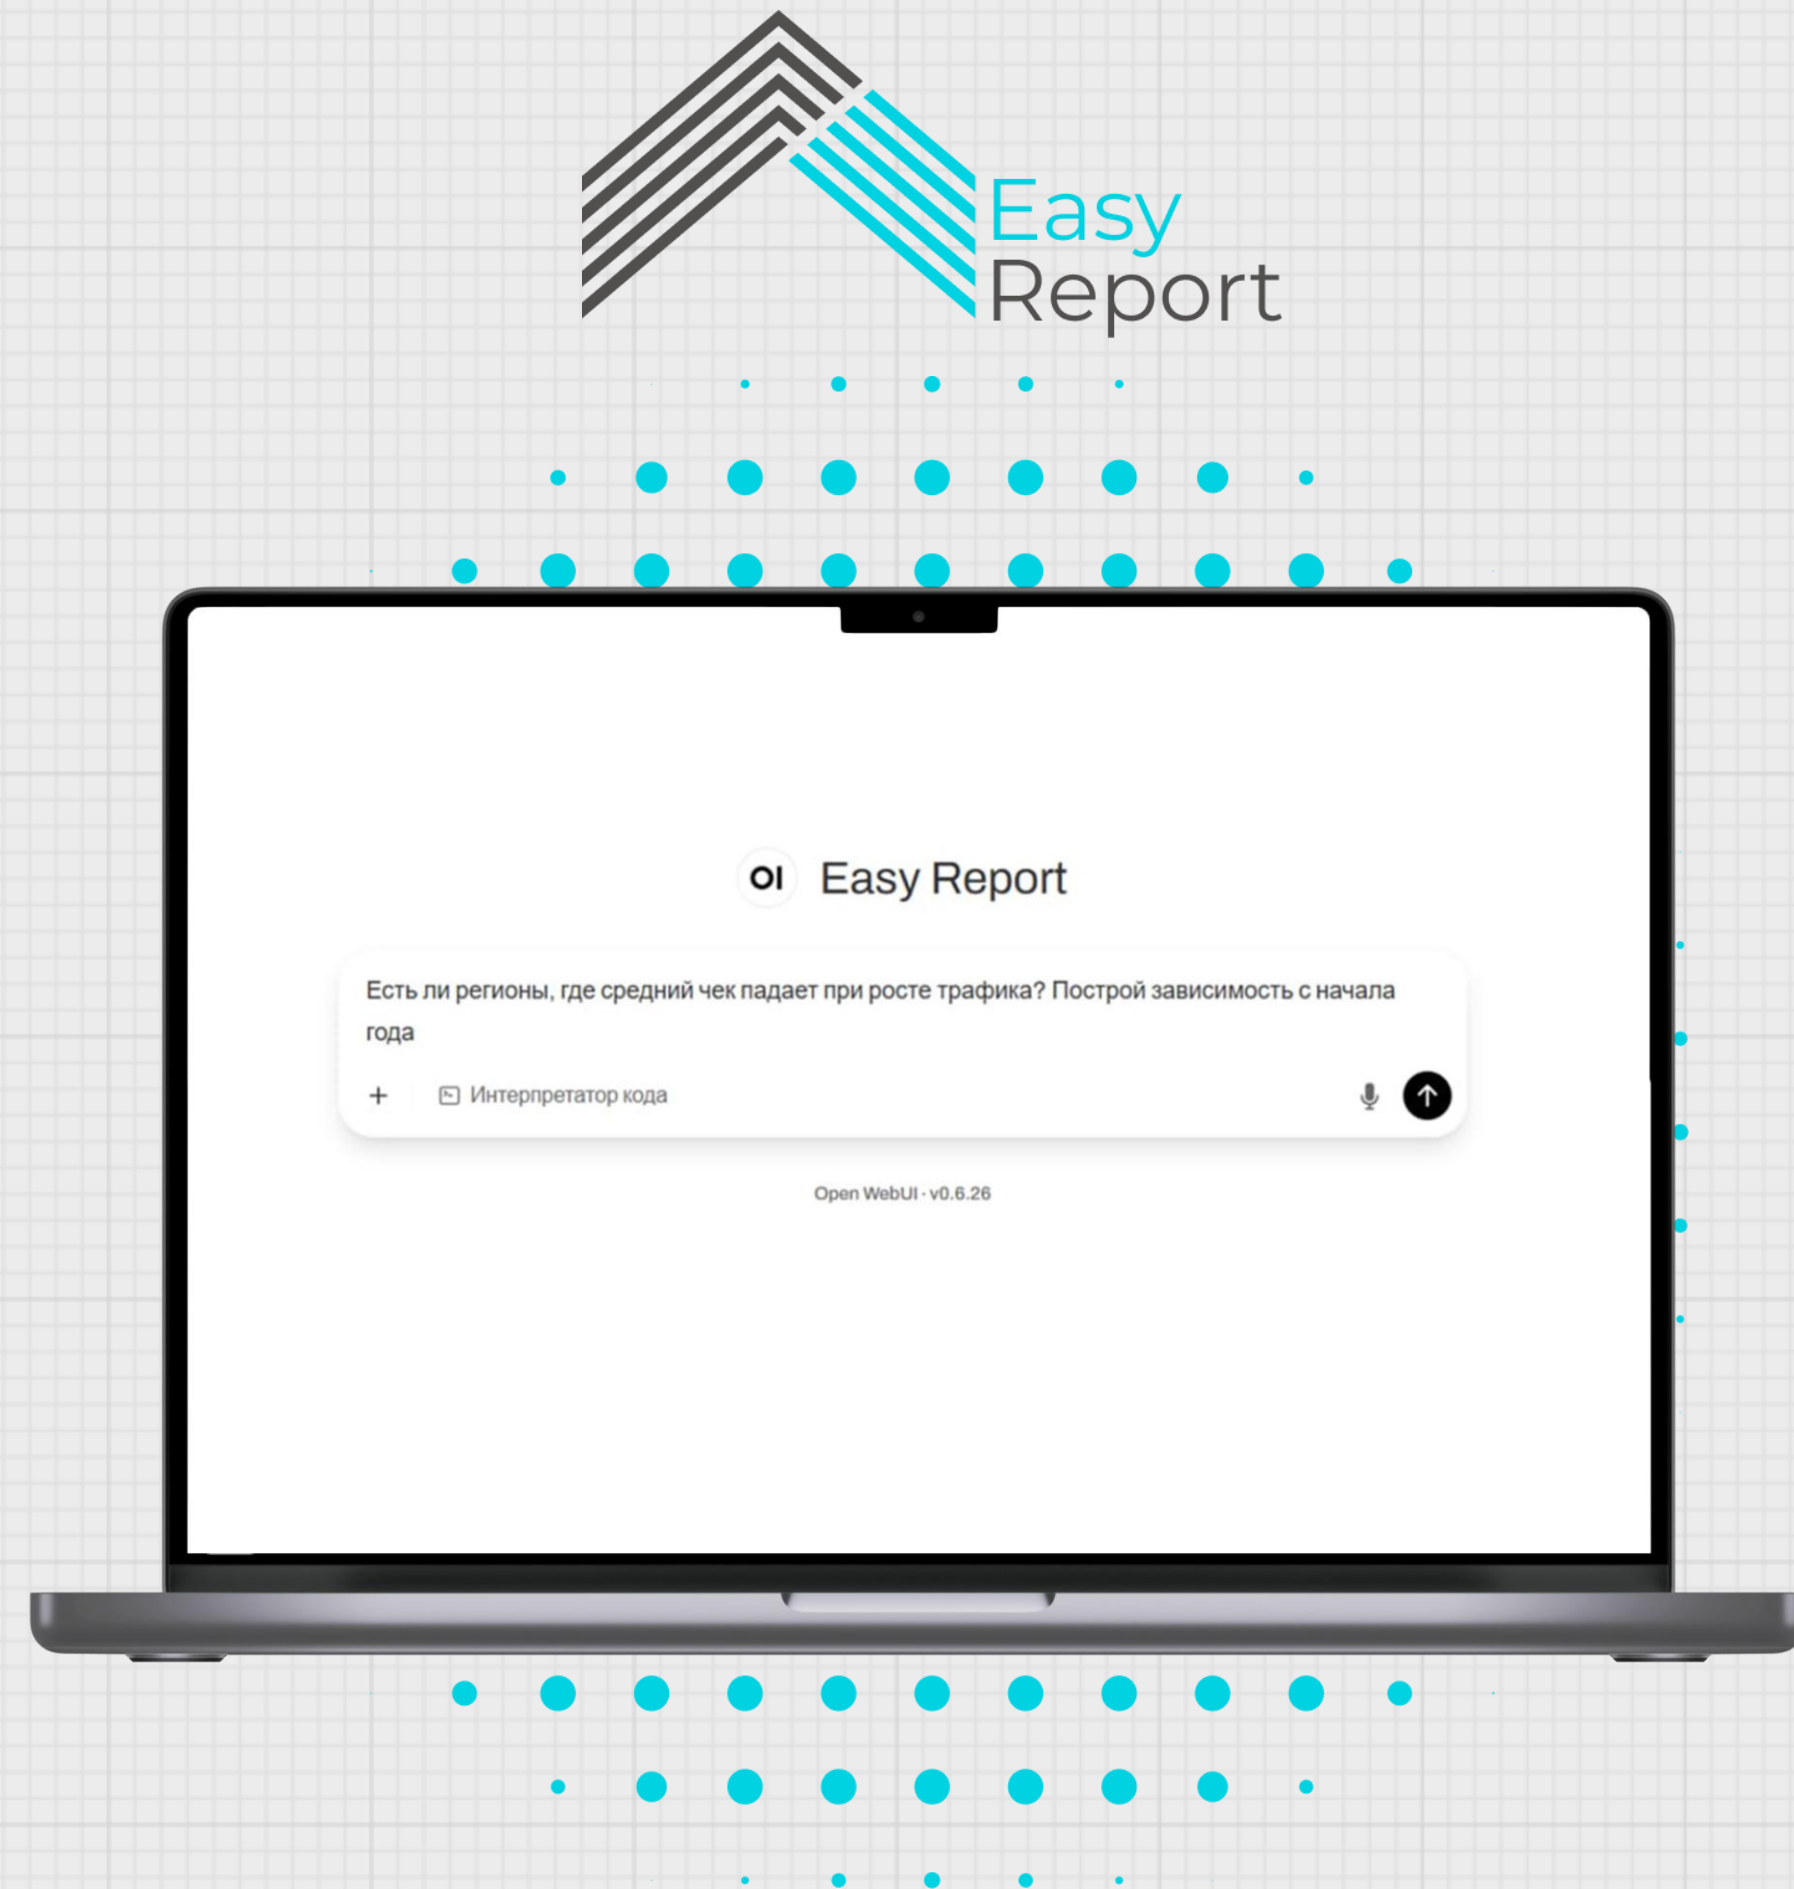 Easy
Report
OI Easy Report
Есть ли регионы, где средний чек падает при росте трафика? Построй зависимость с начала
года
Интерпретатор кода
Open WebUI · v0.6.26